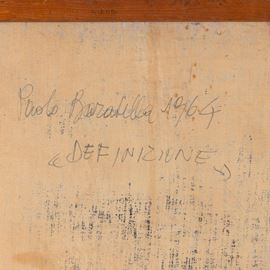 Paolo Baratella 1964
« DEFINIZIONE »